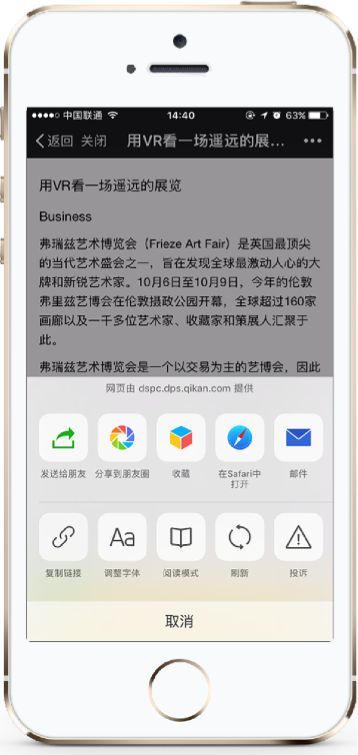 中国联通 14:40 63%
返回 关闭 用VR看一场遥远的展... •••
用VR看一场遥远的展览
Business
弗瑞兹艺术博览会（Frieze Art Fair）是英国最顶尖
的当代艺术盛会之一，旨在发现全球最激动人心的大
牌和新锐艺术家。10月6日至10月9日，今年的伦敦
弗里兹艺博会在伦敦摄政公园开幕，全球超过160家
画廊以及一千多位艺术家、收藏家和策展人汇聚于
此。
弗瑞兹艺术博览会是一个以交易为主的艺博会，因此
网页由 dspc.dps.qikan.com 提供
发送给朋友 分享到朋友圈 收藏 在Safari中 邮件
打开
Aa
复制链接 调整字体 阅读模式 刷新 投诉
取消